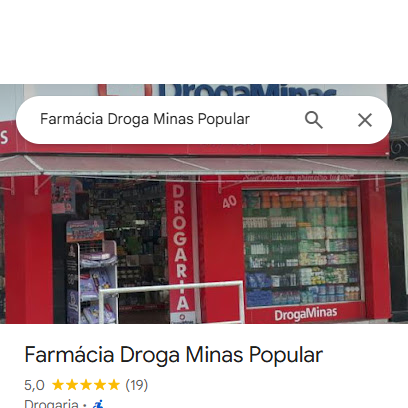 DrogaMinas
Farmácia Droga Minas Popular
S
Sua saúde em primeiro lugar
40
DROGARIA
DrogaMinas
Farmácia Droga Minas Popular
5,0 ★★★★★ (19)
Drogaria ·